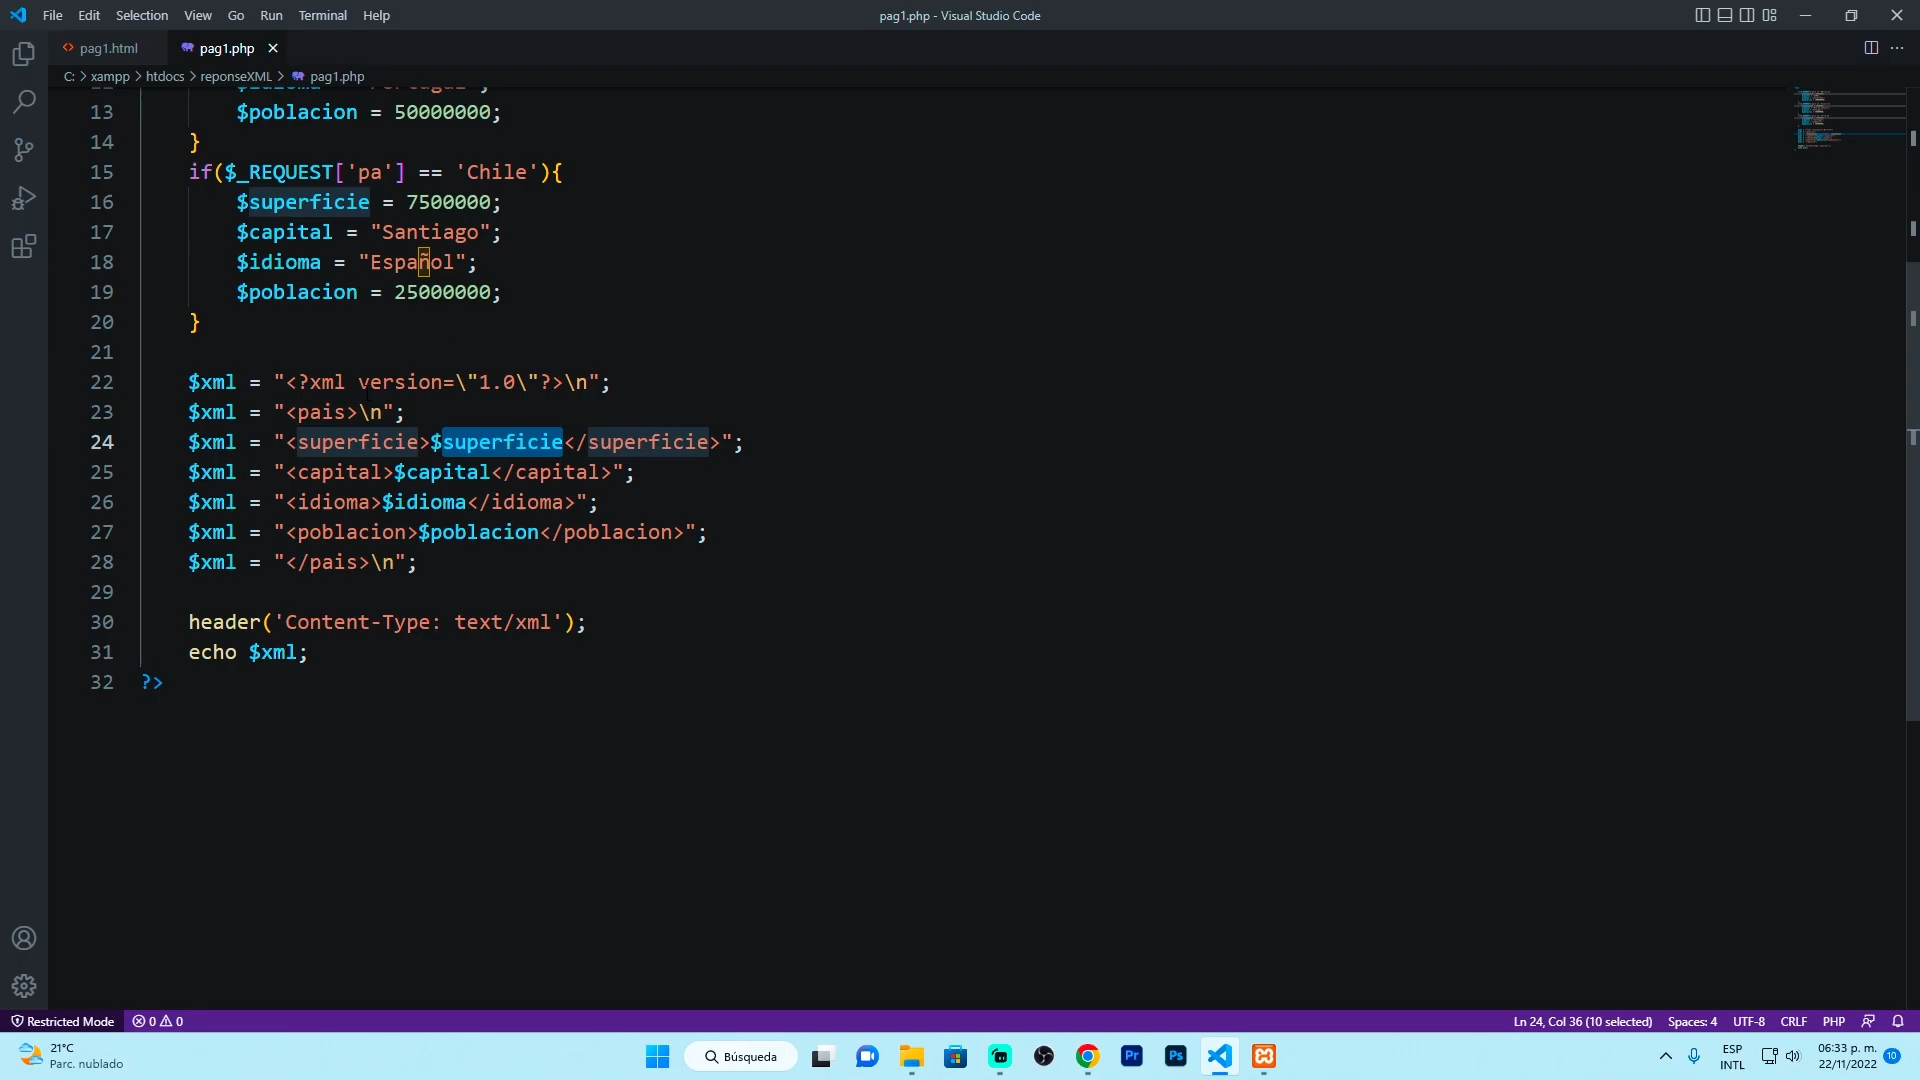 File Edit Selection View Go Run Terminal Help
pag1.php - Visual Studio Code
pag1.html
pag1.php
C: > xampp > htdocs > reponseXML > pag1.php
13 $poblacion = 50000000;
14 }
15 if($_REQUEST['pa'] == 'Chile'){
16 $superficie = 7500000;
17 $capital = "Santiago";
18 $idioma = "Español";
19 $poblacion = 25000000;
20 }
21
22 $xml = "<?xml version=\"1.0\"?>\n";
23 $xml = "<pais>\n";
24 $xml = "<superficie>$superficie</superficie>";
25 $xml = "<capital>$capital</capital>";
26 $xml = "<idioma>$idioma</idioma>";
27 $xml = "<poblacion>$poblacion</poblacion>";
28 $xml = "</pais>\n";
29
30 header('Content-Type: text/xml');
31 echo $xml;
32 ?>
Restricted Mode 0 0
Ln 24, Col 36 (10 selected) Spaces: 4 UTF-8 CRLF PHP
21°C
Parc. nublado
Búsqueda
Pr
Ps
ESP
INTL
06:33 p. m.
22/11/2022
10